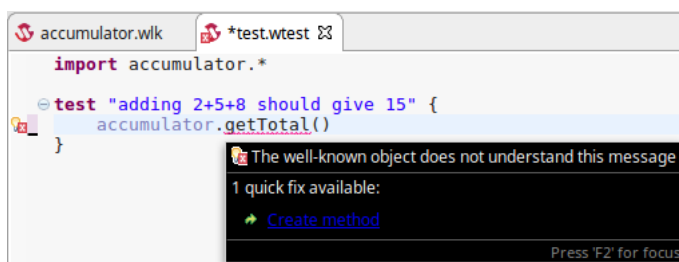 accumulator.wlk
*test.wtest
import accumulator.*
test "adding 2+5+8 should give 15" {
accumulator.getTotal()
}
The well-known object does not understand this message
1 quick fix available:
Create method
Press 'F2' for focus